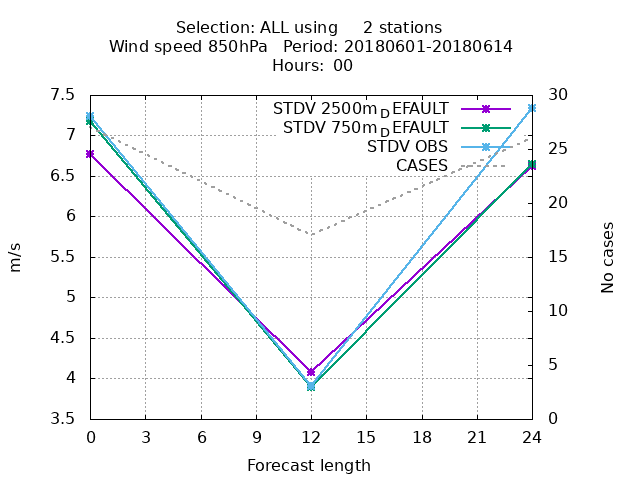 Selection: ALL using 2 stations
Wind speed 850hPa Period: 20180601-20180614
Hours: 00
STDV 2500m_DEFAULT
STDV 750m_DEFAULT
STDV OBS
CASES
7.5
7
6.5
6
5.5
5
4.5
4
3.5
m/s
30
25
20
15
10
5
0
No cases
0 3 6 9 12 15 18 21 24
Forecast length